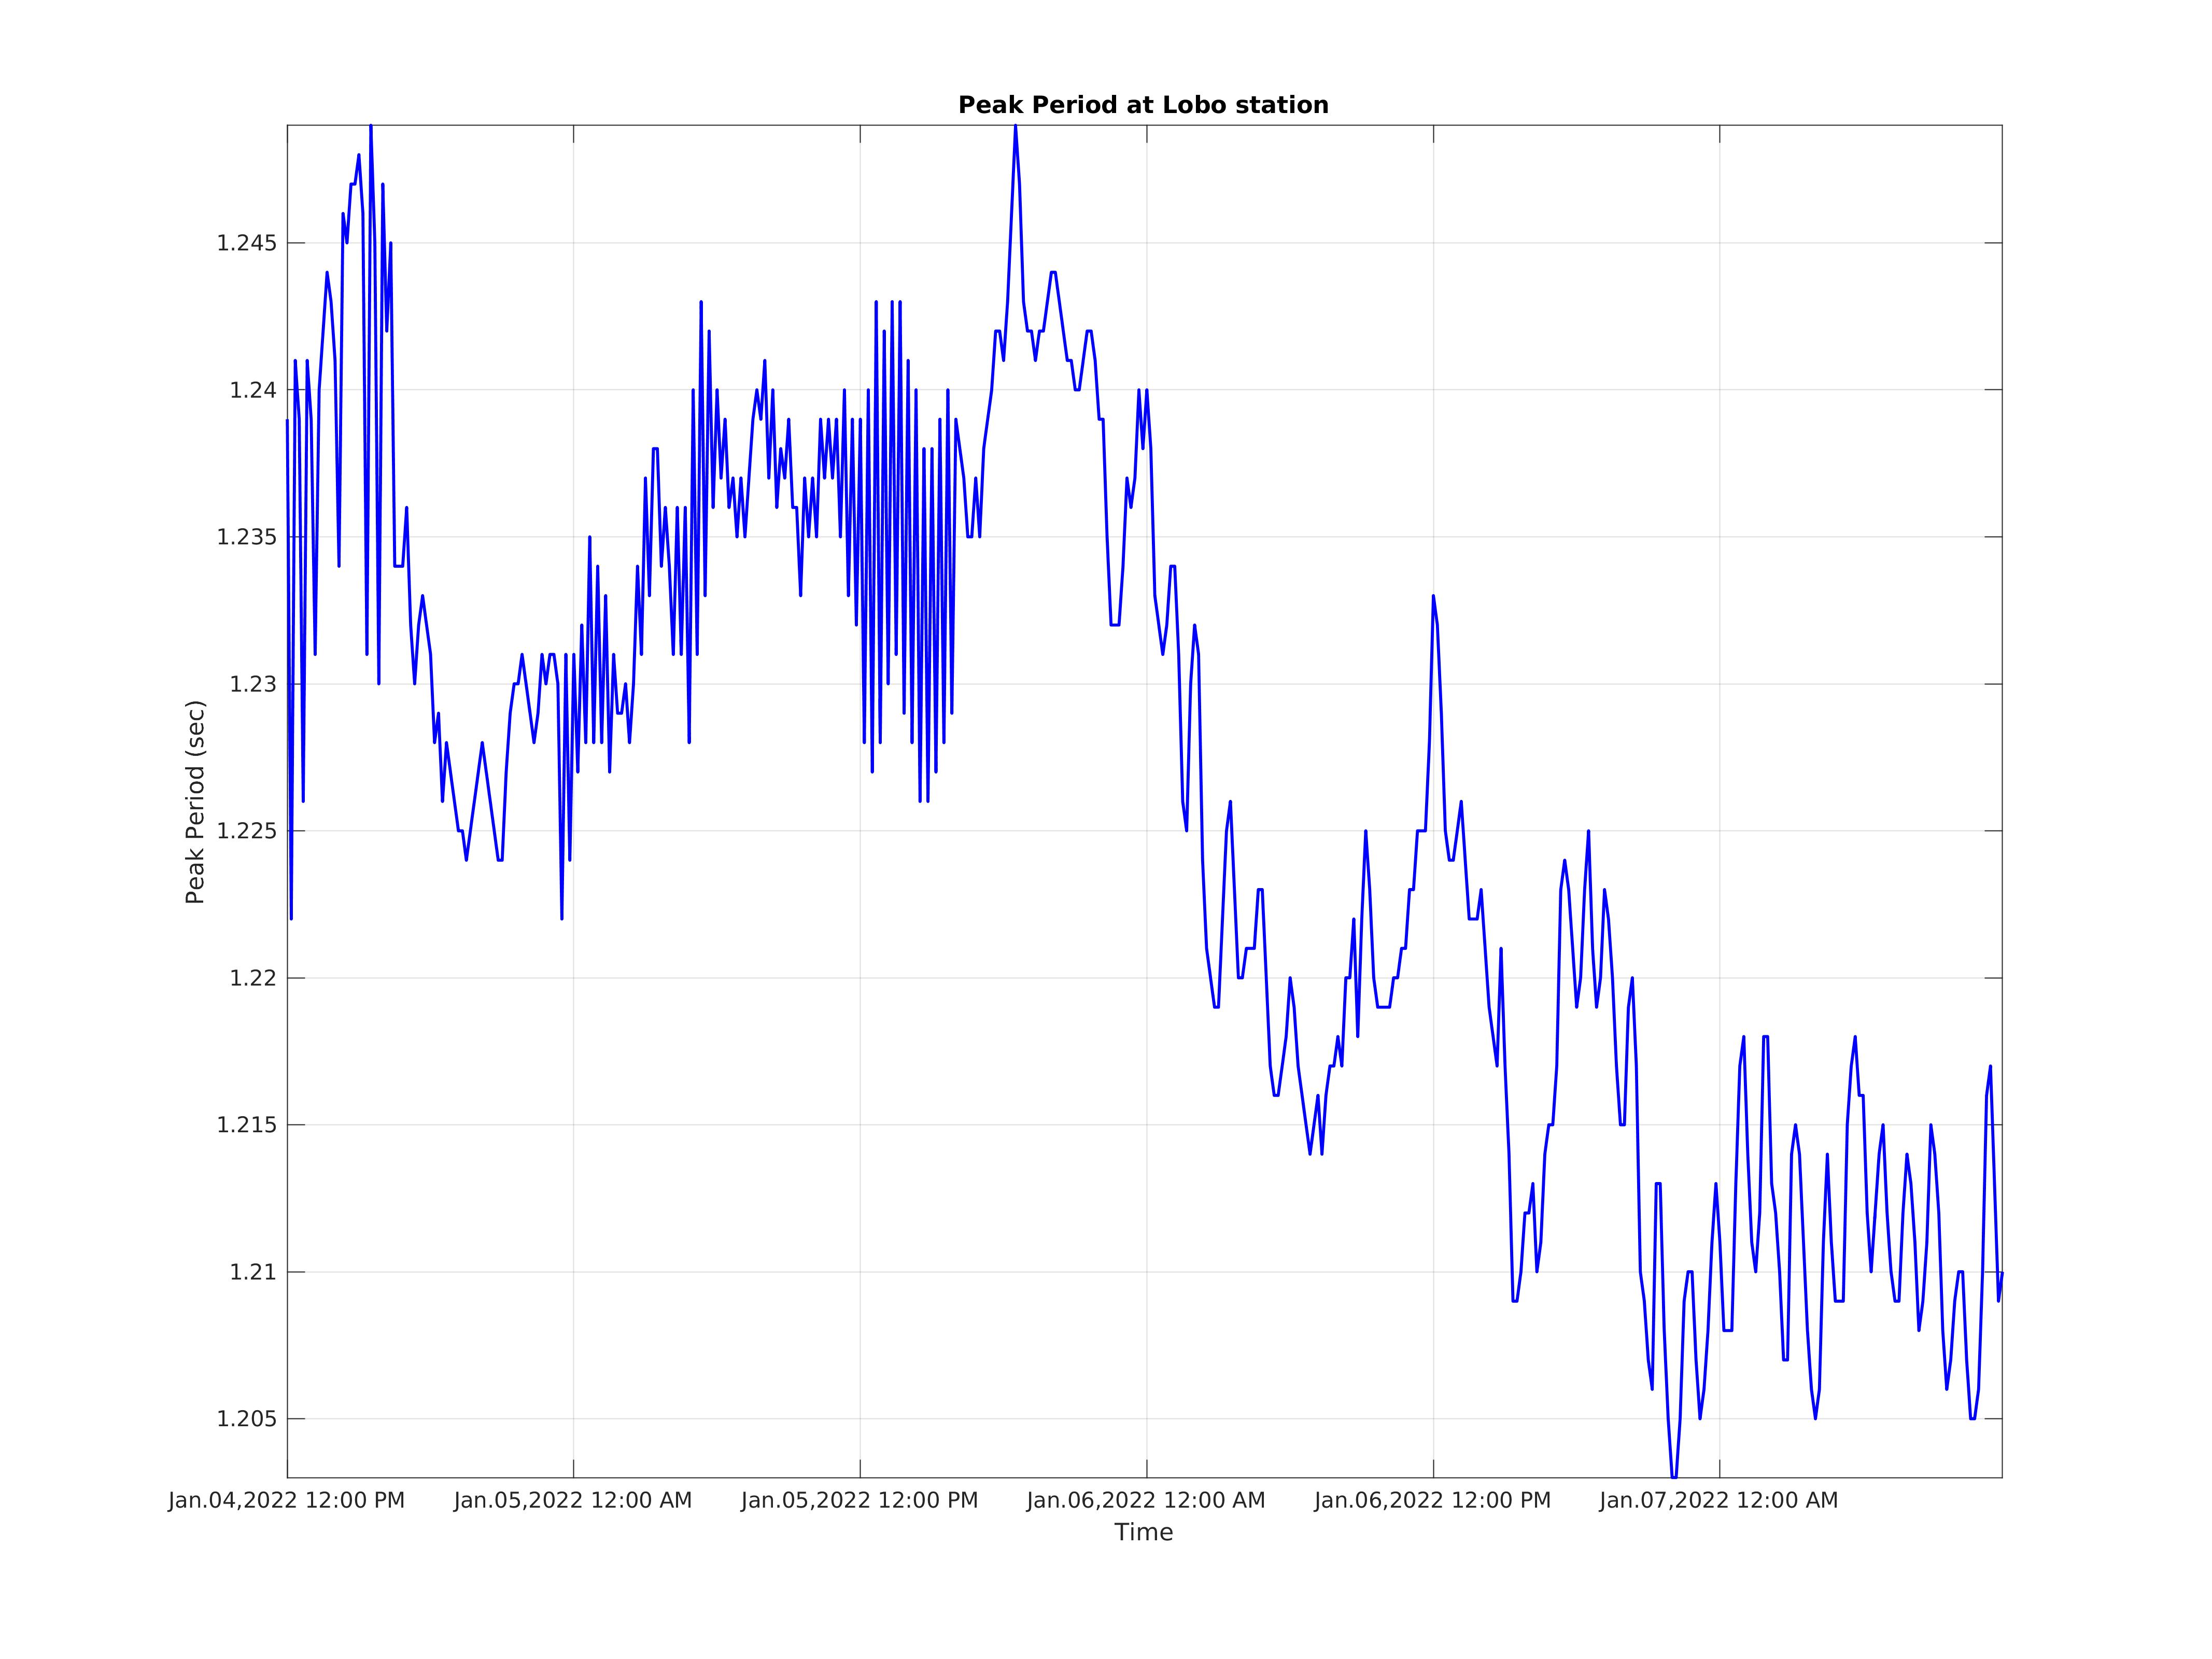 Peak Period at Lobo station
Peak Period (sec)
1.245
1.24
1.235
1.23
1.225
1.22
1.215
1.21
1.205
Jan.04,2022 12:00 PM
Jan.05,2022 12:00 AM
Jan.05,2022 12:00 PM
Jan.06,2022 12:00 AM
Jan.06,2022 12:00 PM
Jan.07,2022 12:00 AM
Time